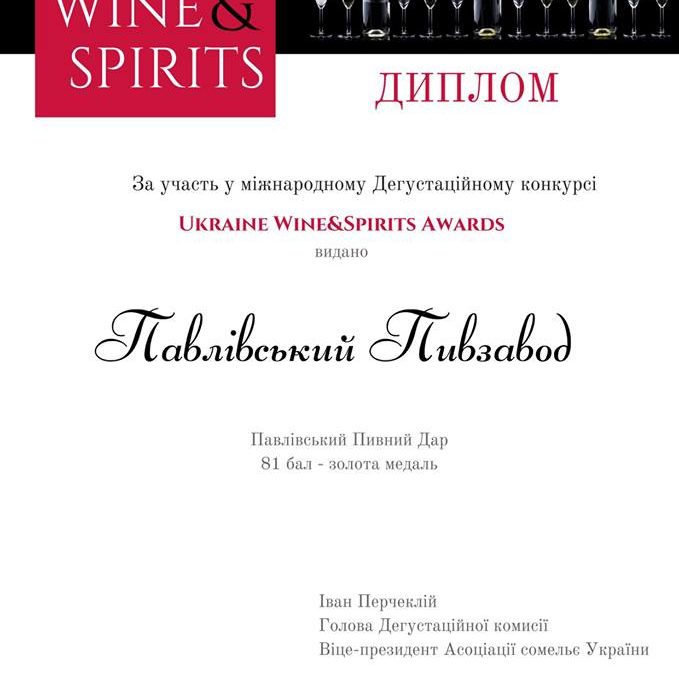 WINE&
SPIRITS
ДИПЛОМ
За участь у міжнародному Дегустаційному конкурсі
Ukraine Wine&Spirits Awards
видано
Павлівський Пивзавод
Павлівський Пивний Дар
81 бал - золота медаль
Іван Перчеклій
Голова Дегустаційної комісії
Віце-президент Асоціації сомельє України